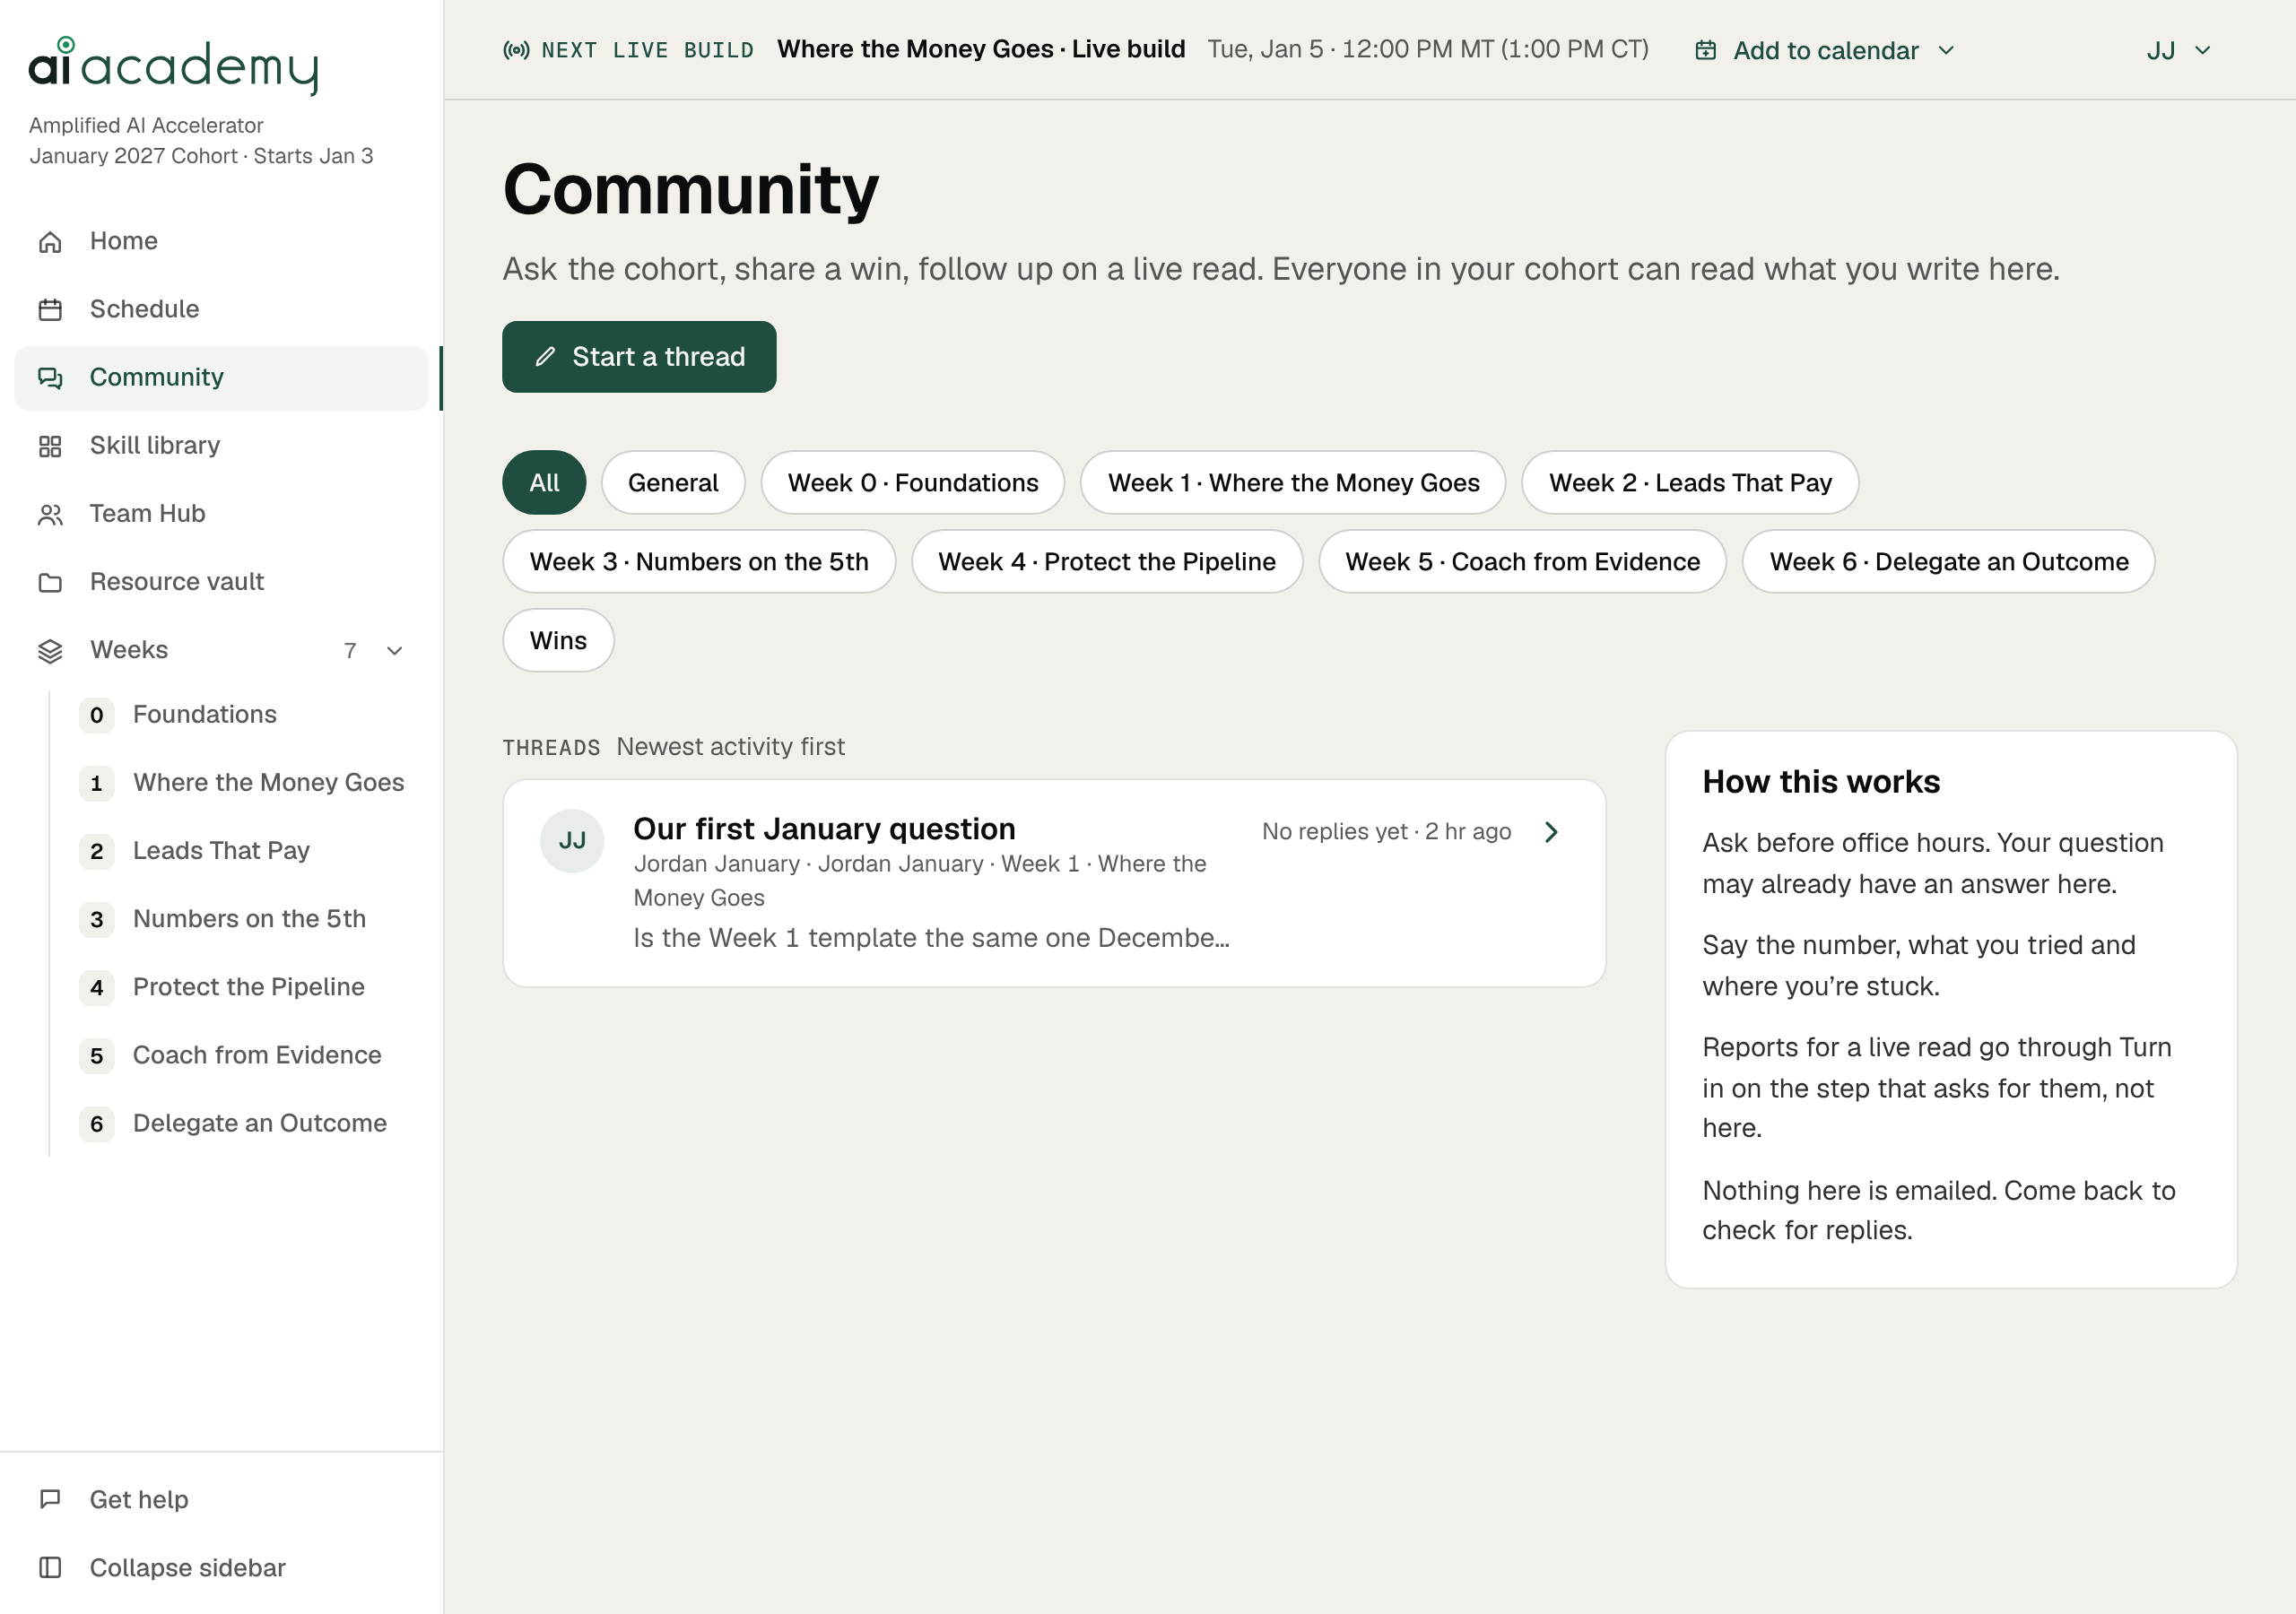 ai academy
Amplified AI Accelerator
January 2027 Cohort · Starts Jan 3
Home
Schedule
Community
Skill library
Team Hub
Resource vault
Weeks 7
0 Foundations
1 Where the Money Goes
2 Leads That Pay
3 Numbers on the 5th
4 Protect the Pipeline
5 Coach from Evidence
6 Delegate an Outcome
Get help
Collapse sidebar
NEXT LIVE BUILD Where the Money Goes · Live build Tue, Jan 5 · 12:00 PM MT (1:00 PM CT) Add to calendar JJ
Community
Ask the cohort, share a win, follow up on a live read. Everyone in your cohort can read what you write here.
Start a thread
All General Week 0 · Foundations Week 1 · Where the Money Goes Week 2 · Leads That Pay
Week 3 · Numbers on the 5th Week 4 · Protect the Pipeline Week 5 · Coach from Evidence Week 6 · Delegate an Outcome
Wins
THREADS Newest activity first
JJ Our first January question No replies yet · 2 hr ago
Jordan January · Jordan January · Week 1 · Where the
Money Goes
Is the Week 1 template the same one Decembe…
How this works
Ask before office hours. Your question
may already have an answer here.
Say the number, what you tried and
where you’re stuck.
Reports for a live read go through Turn
in on the step that asks for them, not
here.
Nothing here is emailed. Come back to
check for replies.